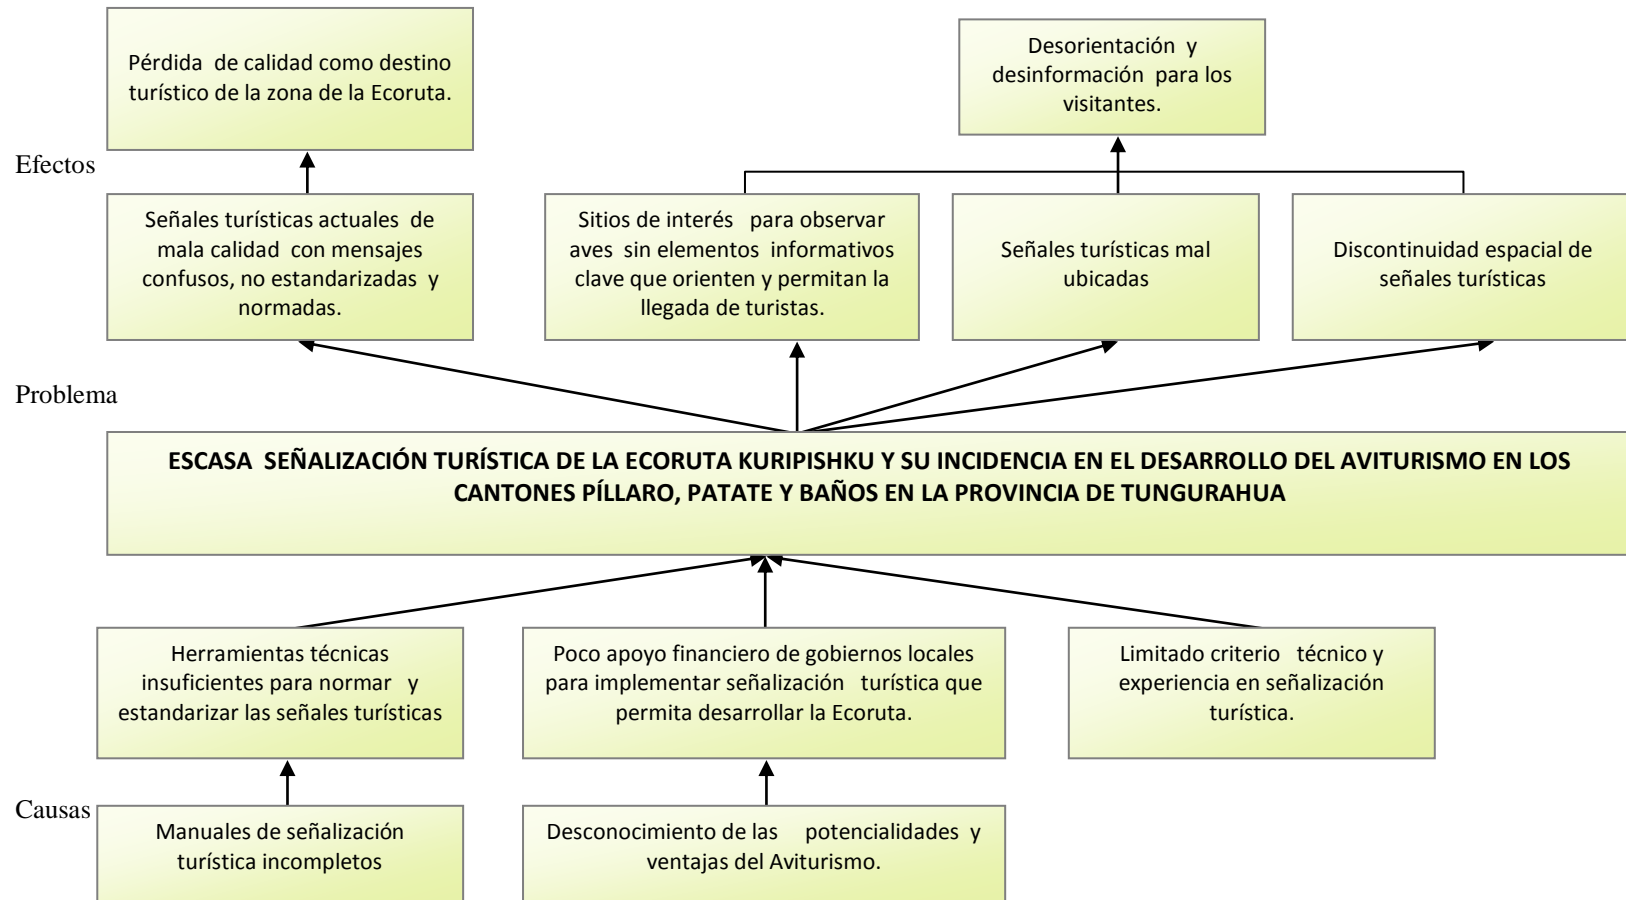 Pérdida de calidad como destino
turístico de la zona de la Ecoruta.
Desorientación y
desinformación para los
visitantes.
Efectos
Señales turísticas actuales de
mala calidad con mensajes
confusos, no estandarizadas y
normadas.
Sitios de interés para observar
aves sin elementos informativos
clave que orienten y permitan la
llegada de turistas.
Señales turísticas mal
ubicadas
Discontinuidad espacial de
señales turísticas
Problema
ESCASA SEÑALIZACIÓN TURÍSTICA DE LA ECORUTA KURIPISHKU Y SU INCIDENCIA EN EL DESARROLLO DEL AVITURISMO EN LOS
CANTONES PÍLLARO, PATATE Y BAÑOS EN LA PROVINCIA DE TUNGURAHUA
Herramientas técnicas
insuficientes para normar y
estandarizar las señales turísticas
Poco apoyo financiero de gobiernos locales
para implementar señalización turística que
permita desarrollar la Ecoruta.
Limitado criterio técnico y
experiencia en señalización
turística.
Causas
Manuales de señalización
turística incompletos
Desconocimiento de las potencialidades y
ventajas del Aviturismo.